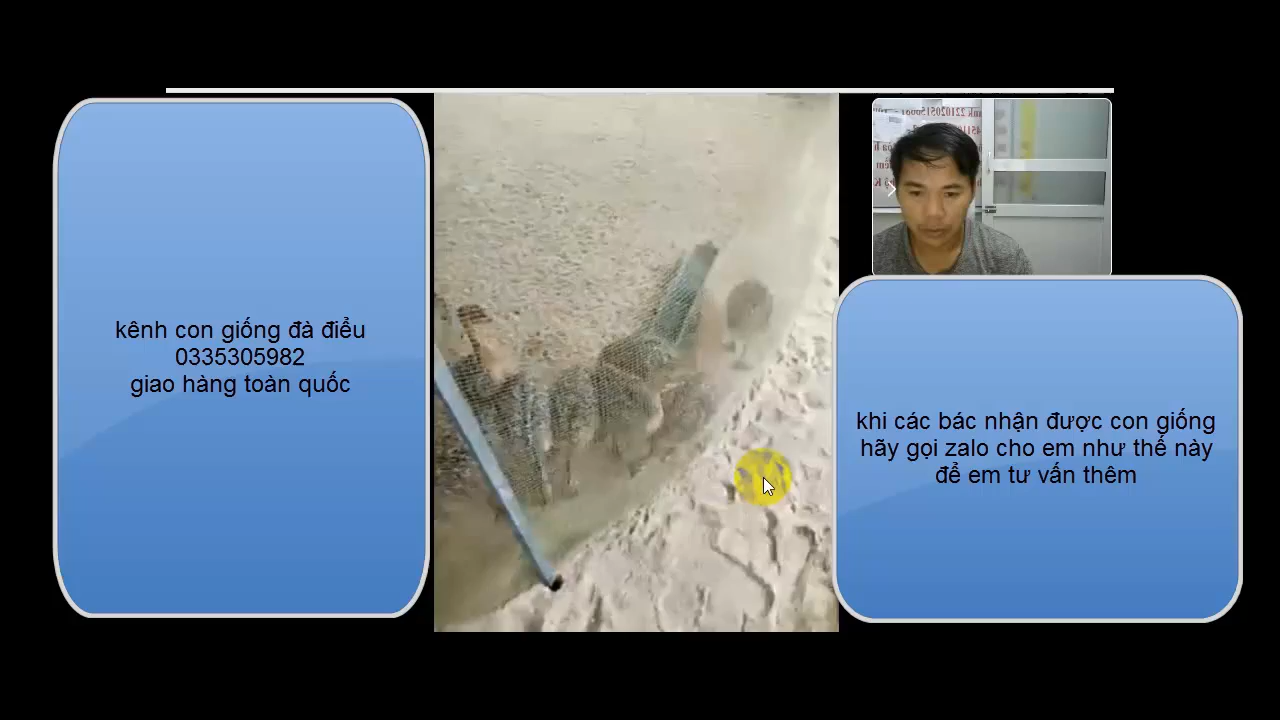 kênh con giống đà điểu
0335305982
giao hàng toàn quốc
khi các bác nhận được con giống
hãy gọi zalo cho em như thế này
để em tư vấn thêm